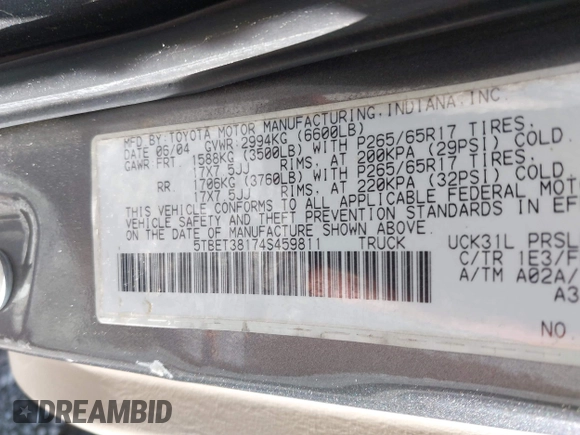 MFD BY: TOYOTA MOTOR MANUFACTURING, INDIANA, INC.
DATE 06/04 GVWR 2994KG (6600LB)
GAWR FRT 1588KG (3500LB) WITH P265/65R17 TIRES,
17X7.5JJ RIMS, AT 200KPA (29PSI) COLD
RR 1706KG (3760LB) WITH P265/65R17 TIRES,
17X7.5JJ RIMS, AT 220KPA (32PSI) COLD
THIS VEHICLE CONFORMS TO ALL APPLICABLE FEDERAL MOT
VEHICLE SAFETY AND THEFT PREVENTION STANDARDS IN EF
ON THE DATE OF MANUFACTURE SHOWN ABOVE.
5TBET38174S459811 TRUCK UCK31L PRSL
C/TR 1E3/F
A/TM A02A/
A3
NO
DREAMBID